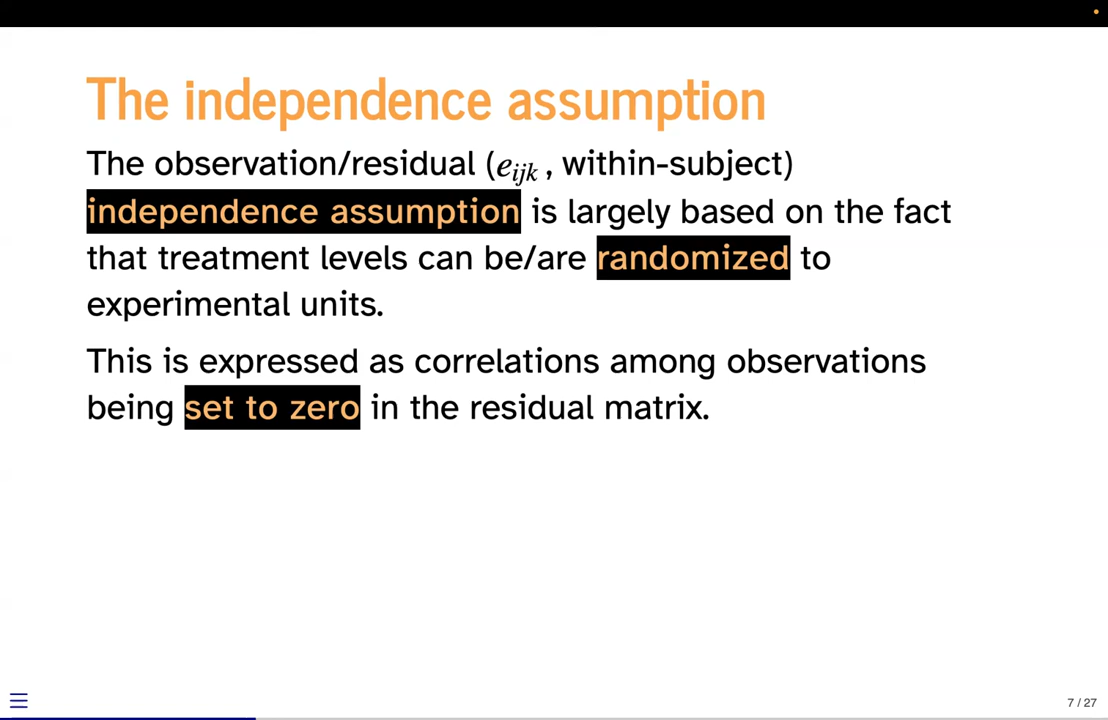 The independence assumption
The observation/residual (e_ijk, within-subject)
independence assumption is largely based on the fact
that treatment levels can be/are randomized to
experimental units.
This is expressed as correlations among observations
being set to zero in the residual matrix.
7 / 27